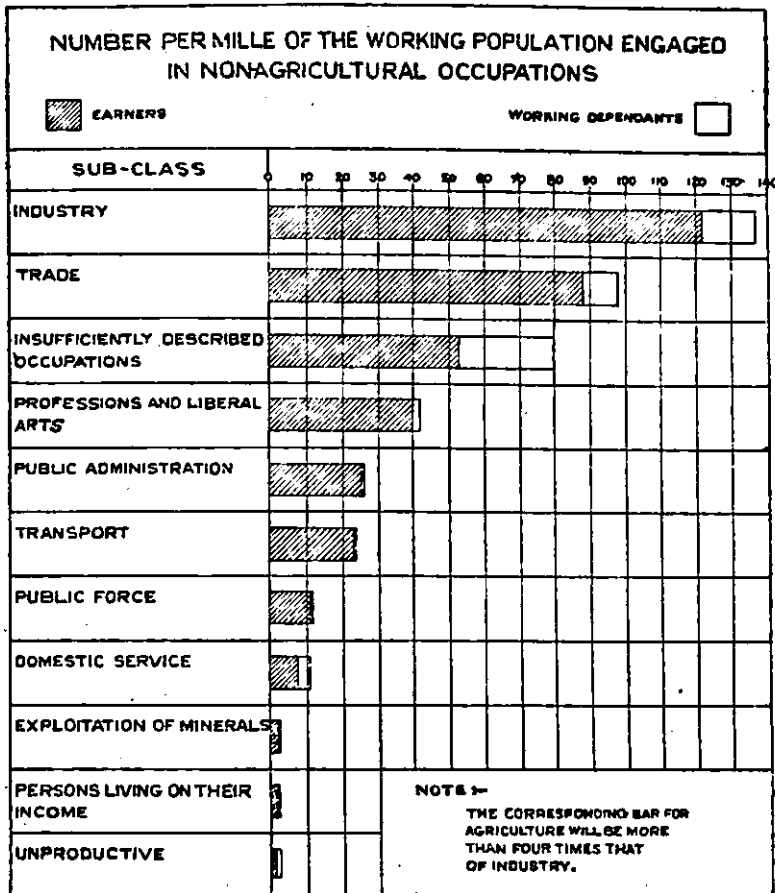 NUMBER PER MILLE OF THE WORKING POPULATION ENGAGED
IN NON-AGRICULTURAL OCCUPATIONS
EARNERS
WORKING DEPENDANTS
SUB-CLASS
0 10 20 30 40 50 60 70 80 90 100 110 120 130 140
INDUSTRY
TRADE
INSUFFICIENTLY DESCRIBED
OCCUPATIONS
PROFESSIONS AND LIBERAL
ARTS
PUBLIC ADMINISTRATION
TRANSPORT
PUBLIC FORCE
DOMESTIC SERVICE
EXPLOITATION OF MINERALS
PERSONS LIVING ON THEIR
INCOME
UNPRODUCTIVE
NOTE :-
THE CORRESPONDING BAR FOR
AGRICULTURE WILL BE MORE
THAN FOUR TIMES THAT
OF INDUSTRY.